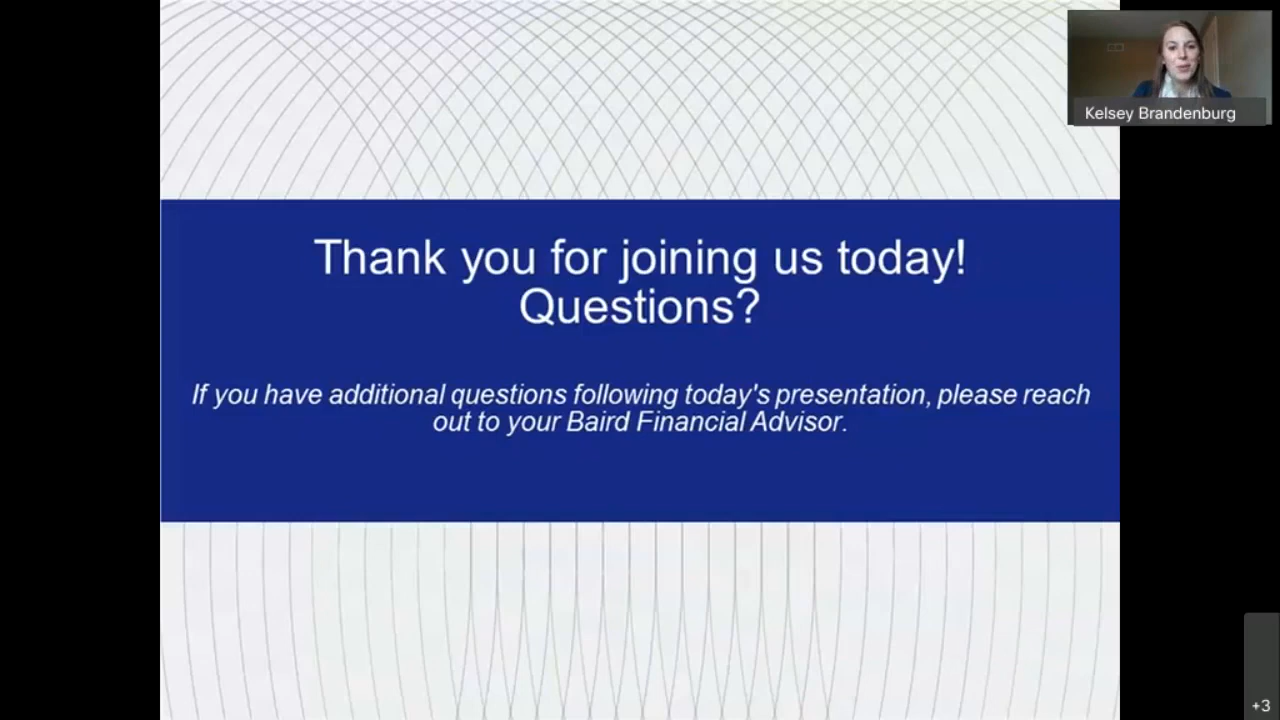 Kelsey Brandenburg
Thank you for joining us today!
Questions?
If you have additional questions following today's presentation, please reach
out to your Baird Financial Advisor.
+3